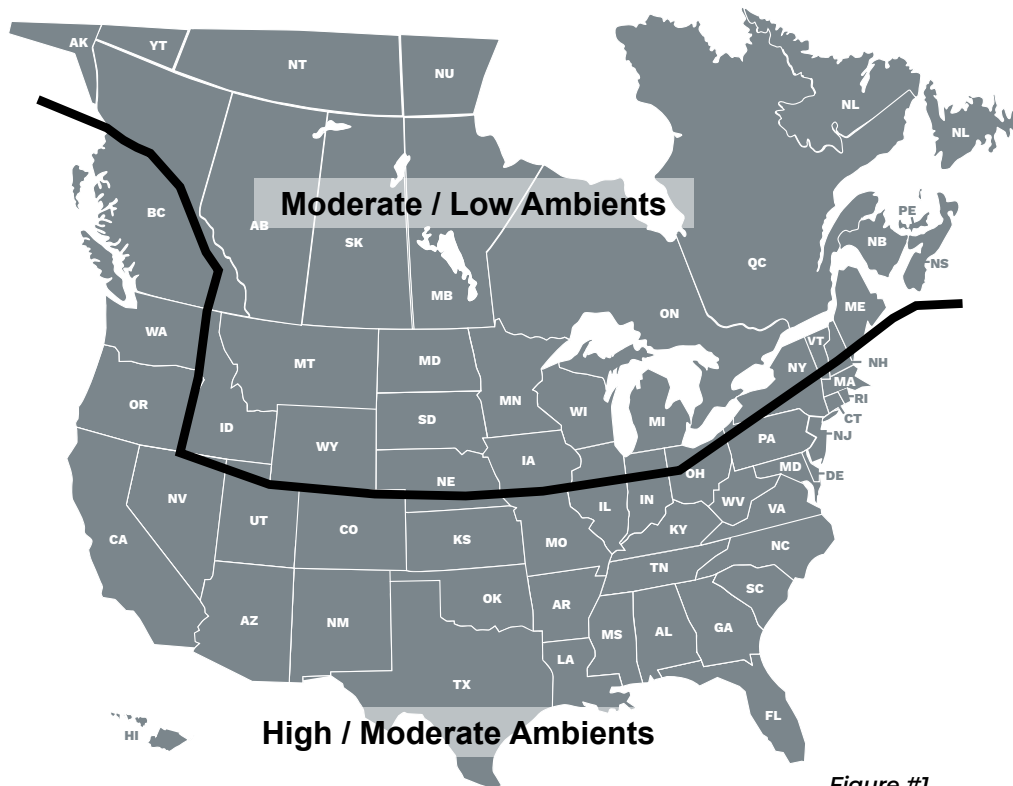 AK
YT
NT
NU
NL
NL
Moderate / Low Ambients
BC
AB
SK
MB
ON
QC
PE
NB
NS
WA
MT
MD
ME
VT
NH
NY
OR
ID
WY
SD
MN
WI
MI
MA
RI
CT
NJ
PA
MD
DE
NE
IA
OH
NV
UT
CO
KS
MO
IL
IN
WV
VA
KY
CA
NC
TN
SC
AZ
NM
OK
AR
MS
AL
GA
LA
TX
FL
HI
High / Moderate Ambients
Figure #1